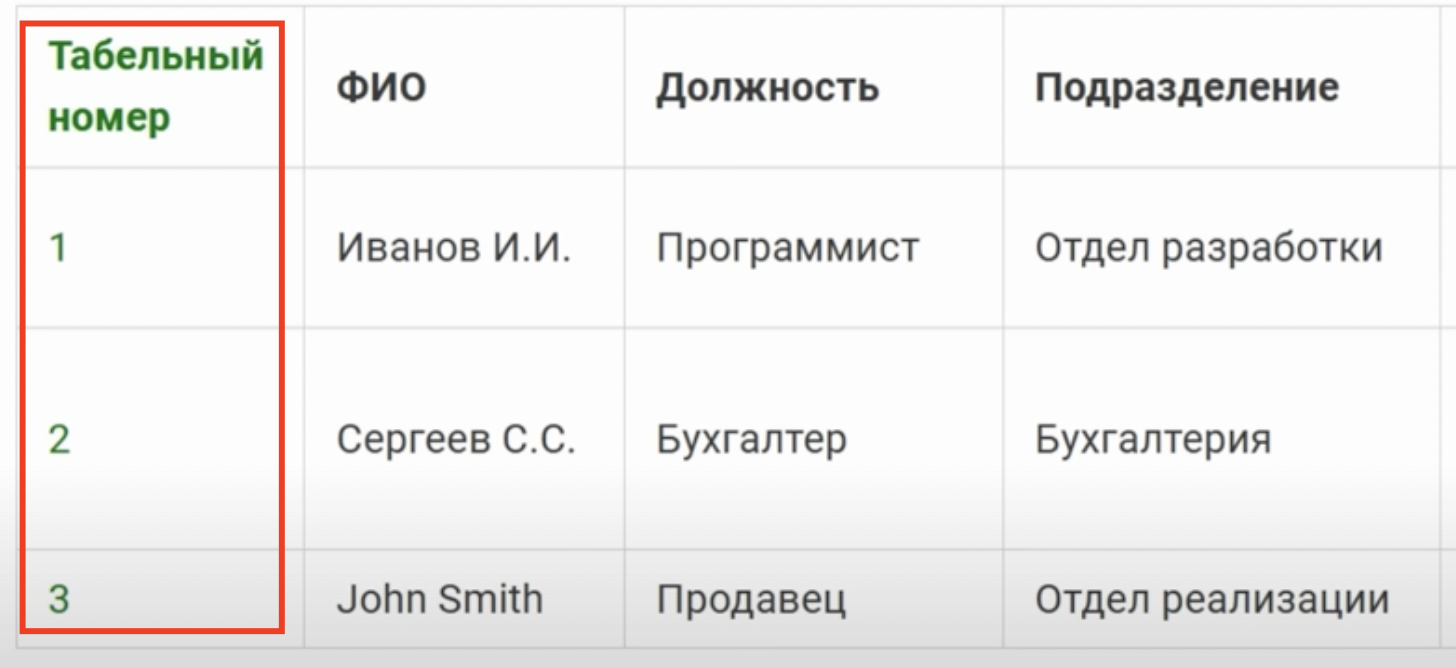 Табельный
номер
ФИО
Должность
Подразделение
1
Иванов И.И.
Программист
Отдел разработки
2
Сергеев С.С.
Бухгалтер
Бухгалтерия
3
John Smith
Продавец
Отдел реализации